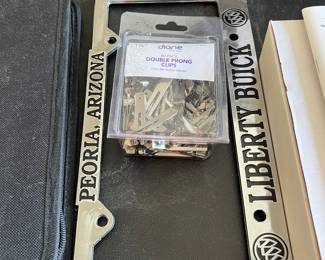 PEORIA, ARIZONA
diane
DOUBLE PRONG
CLIPS
LIBERTY BUICK